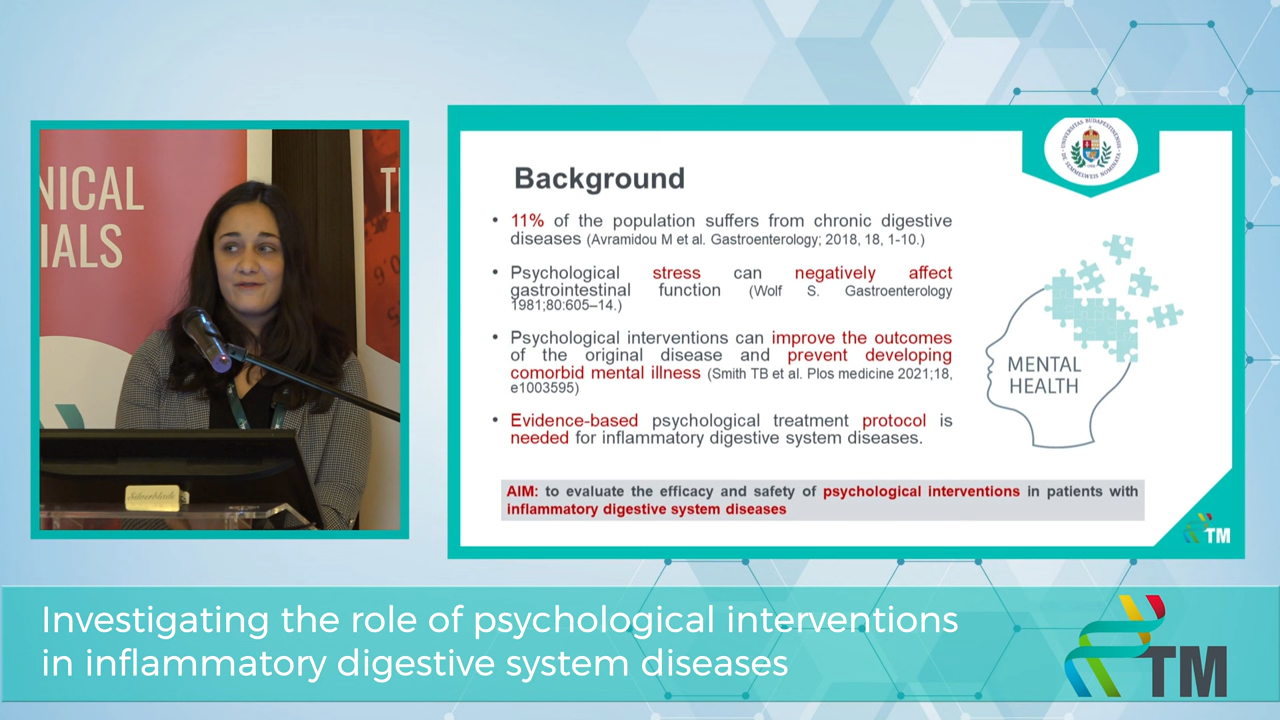 NICAL
IALS
T
Background
• 11% of the population suffers from chronic digestive
diseases (Avramidou M et al. Gastroenterology; 2018, 18, 1-10.)
• Psychological stress can negatively affect
gastrointestinal function (Wolf S. Gastroenterology
1981;80:605–14.)
• Psychological interventions can improve the outcomes
of the original disease and prevent developing
comorbid mental illness (Smith TB et al. Plos medicine 2021;18,
e1003595)
• Evidence-based psychological treatment protocol is
needed for inflammatory digestive system diseases.
MENTAL
HEALTH
AIM: to evaluate the efficacy and safety of psychological interventions in patients with
inflammatory digestive system diseases
TM
Investigating the role of psychological interventions
in inflammatory digestive system diseases
TM